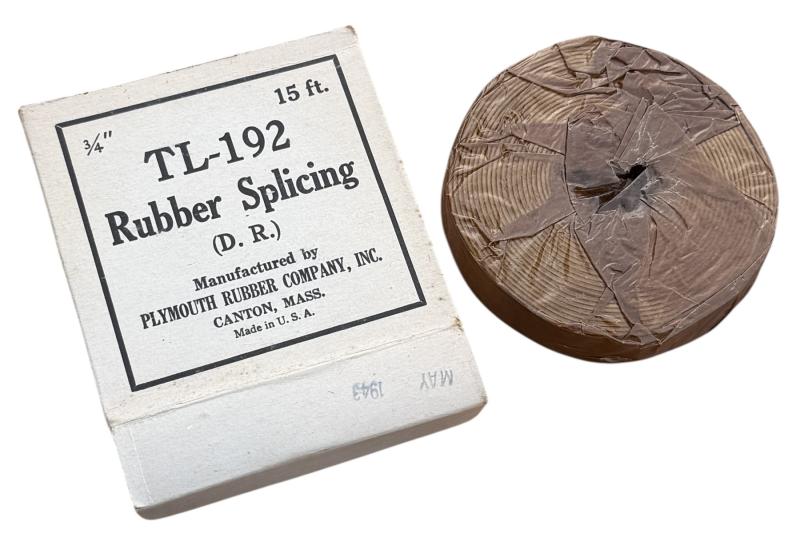 3/4" 15 ft.
TL-192
Rubber Splicing
(D. R.)
Manufactured by
PLYMOUTH RUBBER COMPANY, INC.
CANTON, MASS.
Made in U. S. A.
MAY 1943